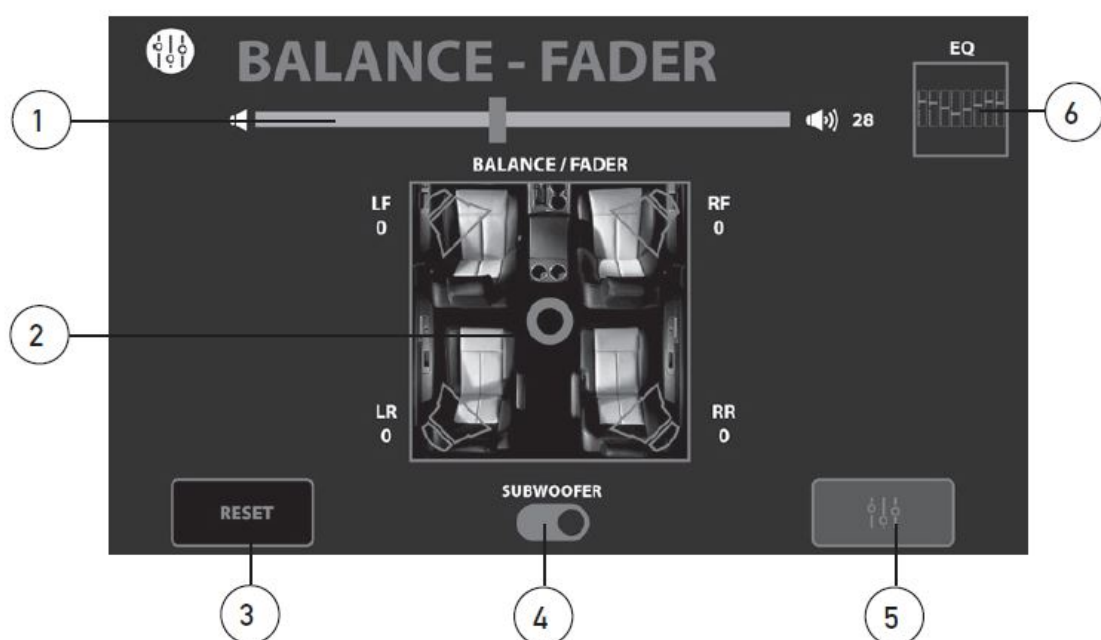 BALANCE - FADER
EQ
1
6
28
BALANCE / FADER
LF
0
RF
0
2
LR
0
RR
0
SUBWOOFER
RESET
3
4
5